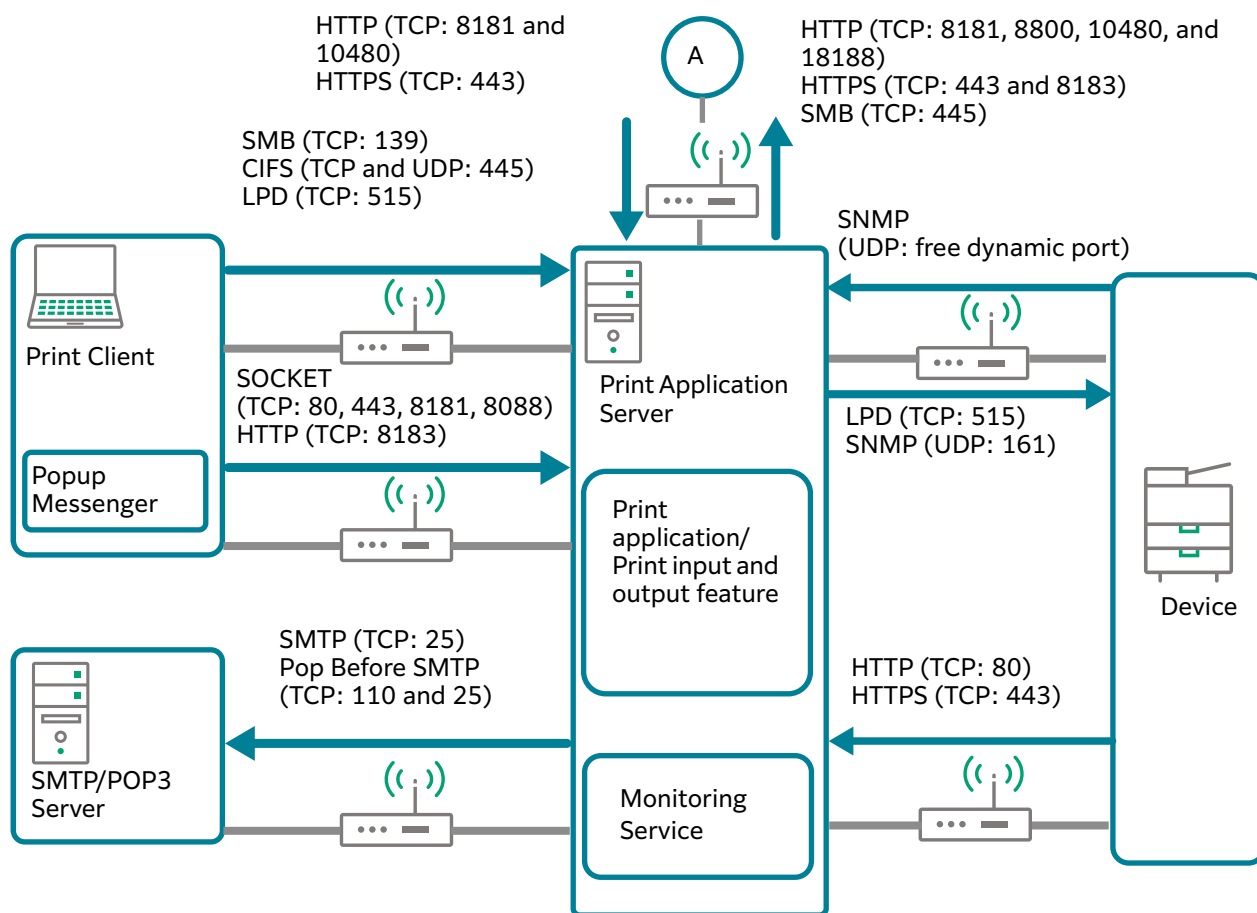 HTTP (TCP: 8181 and
10480)
HTTPS (TCP: 443)
A
HTTP (TCP: 8181, 8800, 10480, and
18188)
HTTPS (TCP: 443 and 8183)
SMB (TCP: 445)
SMB (TCP: 139)
CIFS (TCP and UDP: 445)
LPD (TCP: 515)
SNMP
(UDP: free dynamic port)
Print Client
SOCKET
(TCP: 80, 443, 8181, 8088)
HTTP (TCP: 8183)
Print Application
Server
LPD (TCP: 515)
SNMP (UDP: 161)
Popup
Messenger
Print
application/
Print input and
output feature
Device
SMTP (TCP: 25)
Pop Before SMTP
(TCP: 110 and 25)
HTTP (TCP: 80)
HTTPS (TCP: 443)
SMTP/POP3
Server
Monitoring
Service